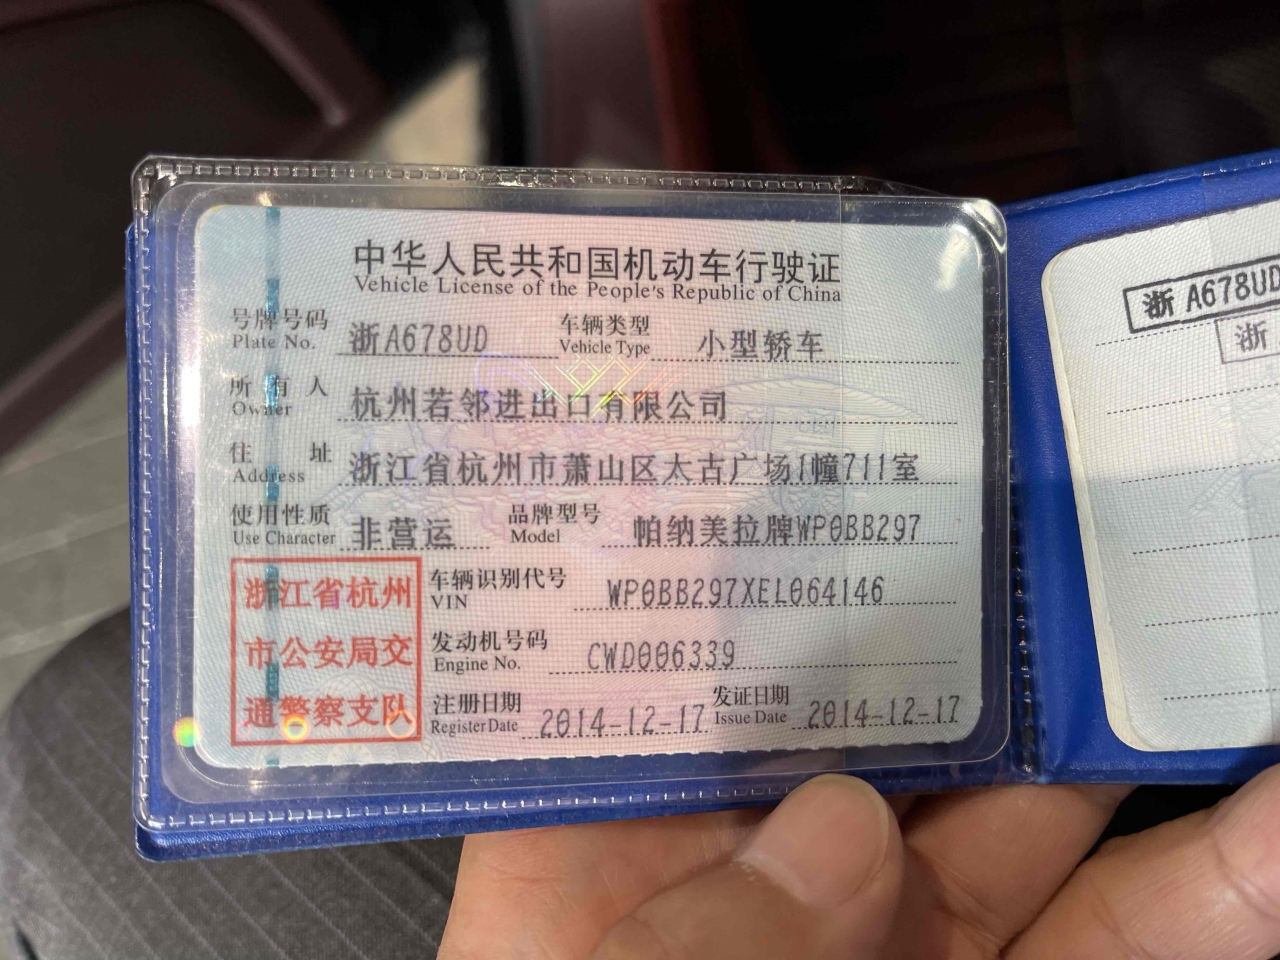 中华人民共和国机动车行驶证
Vehicle License of the People's Republic of China
号牌号码 浙A678UD 车辆类型 小型轿车
Plate No. Vehicle Type
所有人 杭州若邻进出口有限公司
Owner
住址 浙江省杭州市萧山区太古广场1幢711室
Address
使用性质 非营运 品牌型号 帕纳美拉牌WP0BB297
Use Character Model
浙江省杭州
市公安局交
通警察支队
车辆识别代号 WP0BB297XEL064146
VIN
发动机号码 CWD006339
Engine No.
注册日期 2014-12-17 发证日期 2014-12-17
Register Date Issue Date
浙 A678UD
浙